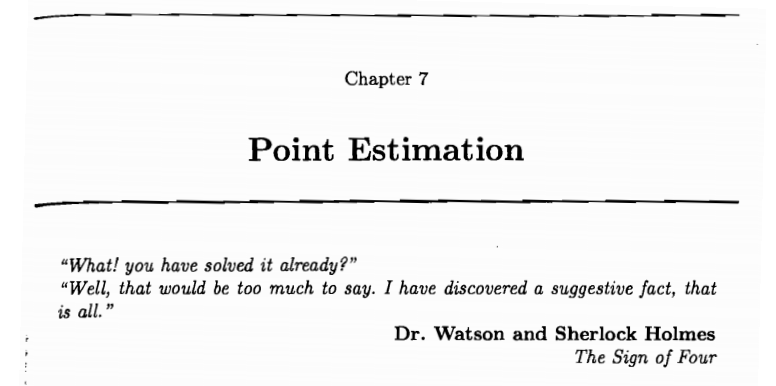 Chapter 7
Point Estimation
“What! you have solved it already?”
“Well, that would be too much to say. I have discovered a suggestive fact, that
is all.”
Dr. Watson and Sherlock Holmes
The Sign of Four